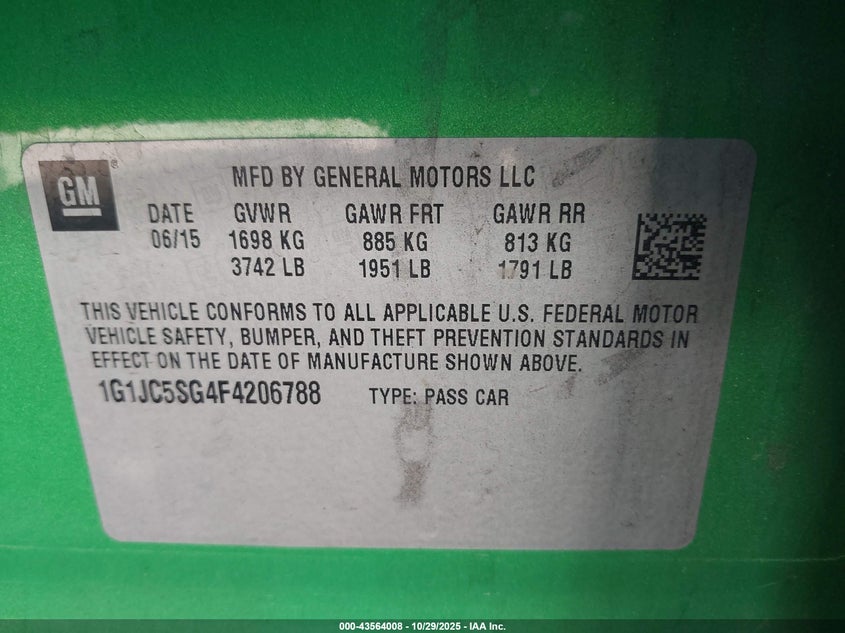 GM®
MFD BY GENERAL MOTORS LLC
DATE GVWR GAWR FRT GAWR RR
06/15 1698 KG 885 KG 813 KG
3742 LB 1951 LB 1791 LB
THIS VEHICLE CONFORMS TO ALL APPLICABLE U.S. FEDERAL MOTOR
VEHICLE SAFETY, BUMPER, AND THEFT PREVENTION STANDARDS IN
EFFECT ON THE DATE OF MANUFACTURE SHOWN ABOVE.
1G1JC5SG4F4206788 TYPE: PASS CAR
000-43564008 - 10/29/2025 - IAA Inc.